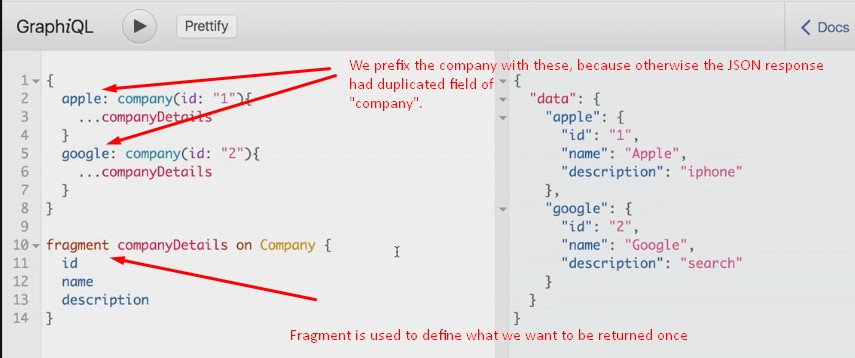 GraphiQL
Prettify
Docs
We prefix the company with these, because otherwise the JSON response
had duplicated field of
"company".
1 {
2 apple: company(id: "1"){
3 ...companyDetails
4 }
5 google: company(id: "2"){
6 ...companyDetails
7 }
8 }
9
10 fragment companyDetails on Company {
11 id
12 name
13 description
14 }
Fragment is used to define what we want to be returned once
{
"data": {
"apple": {
"id": "1",
"name": "Apple",
"description": "iphone"
},
"google": {
"id": "2",
"name": "Google",
"description": "search"
}
}
}